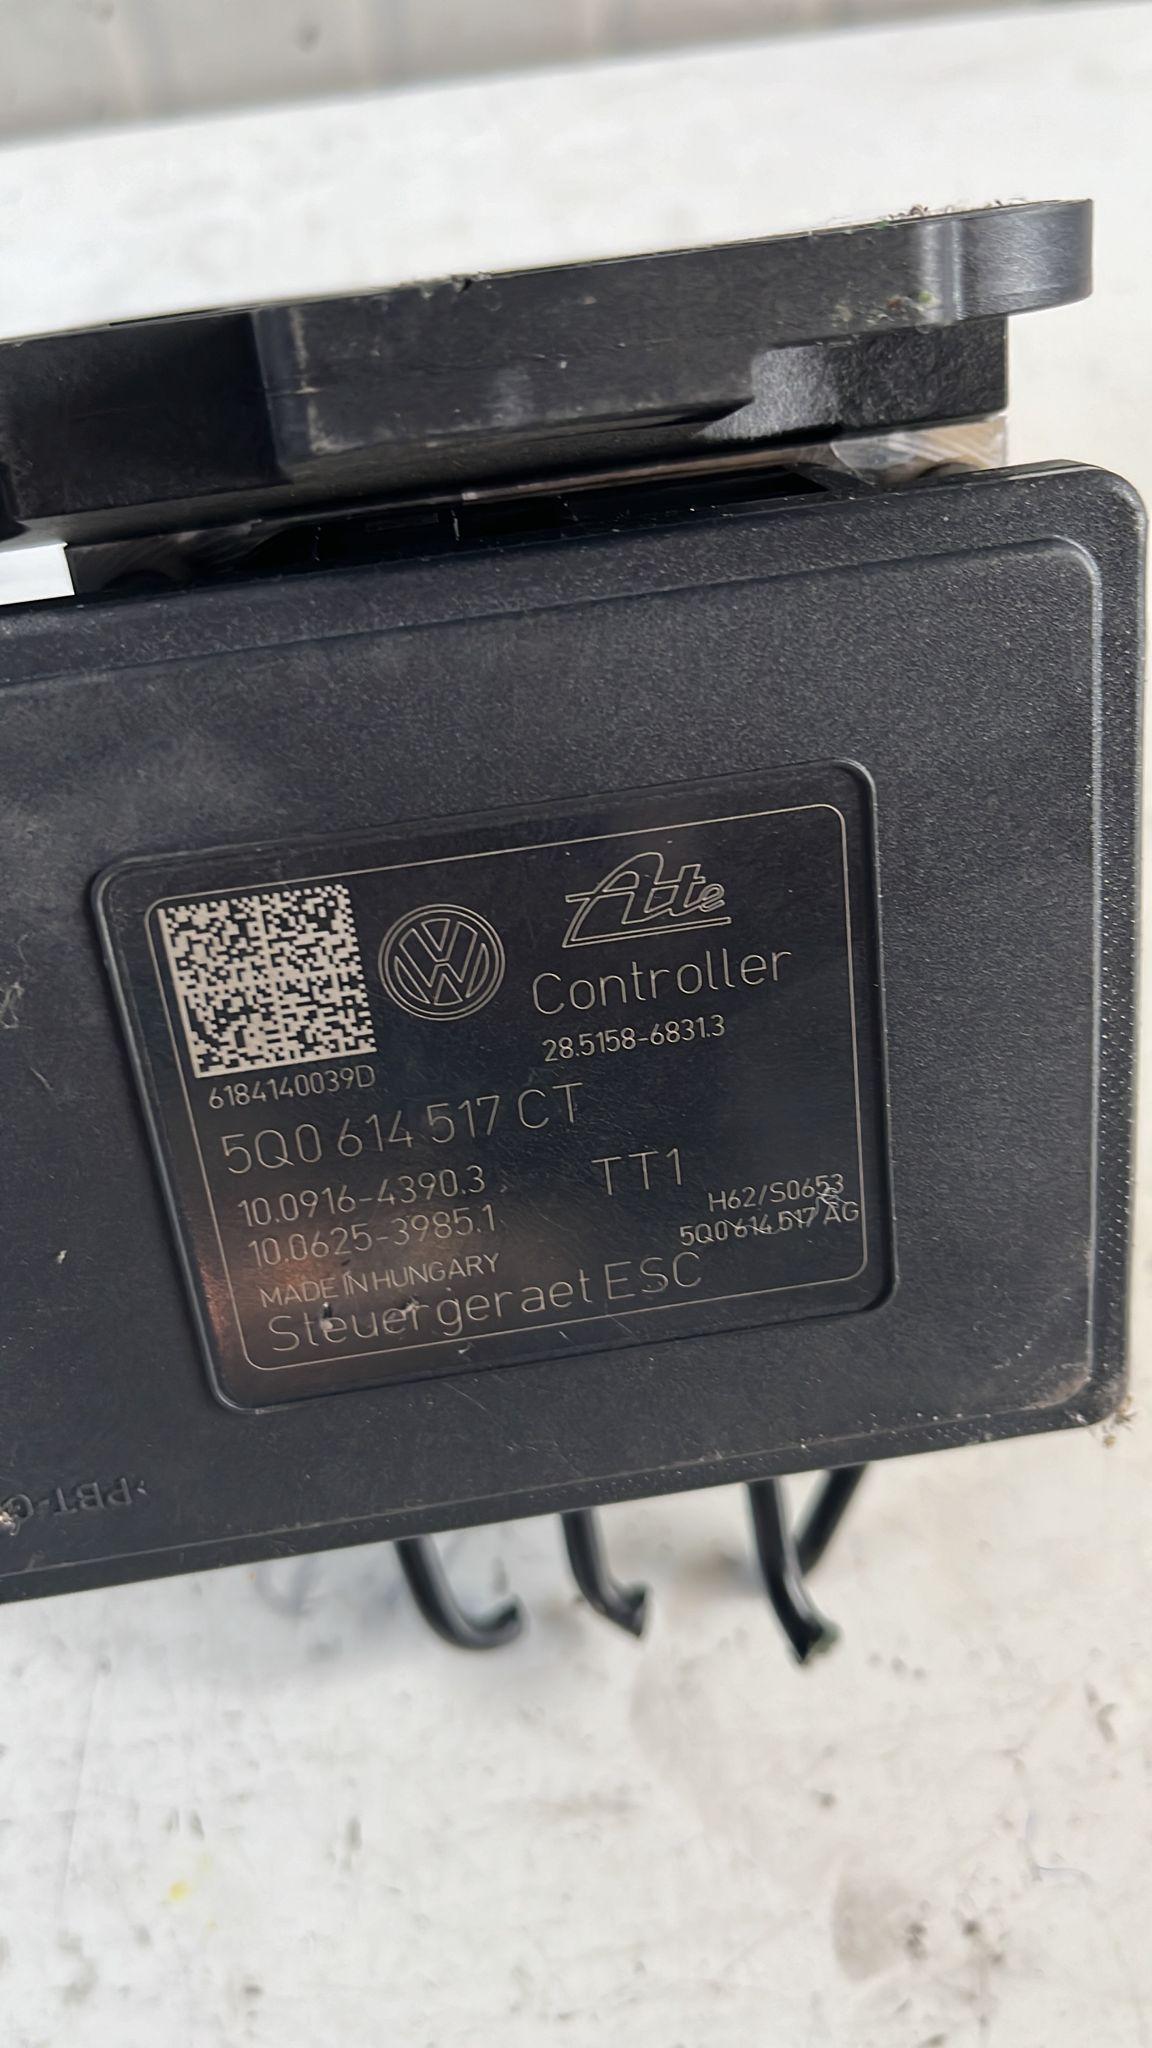 Ate
Controller
28.5158-6831.3
6184140039D
5Q0 614 517 CT
10.0916-4390.3
TT1
10.0625-3985.1
H62/S0653
5Q0 614 517 AG
MADE IN HUNGARY
Steuergeraet ESC
>PBT-G